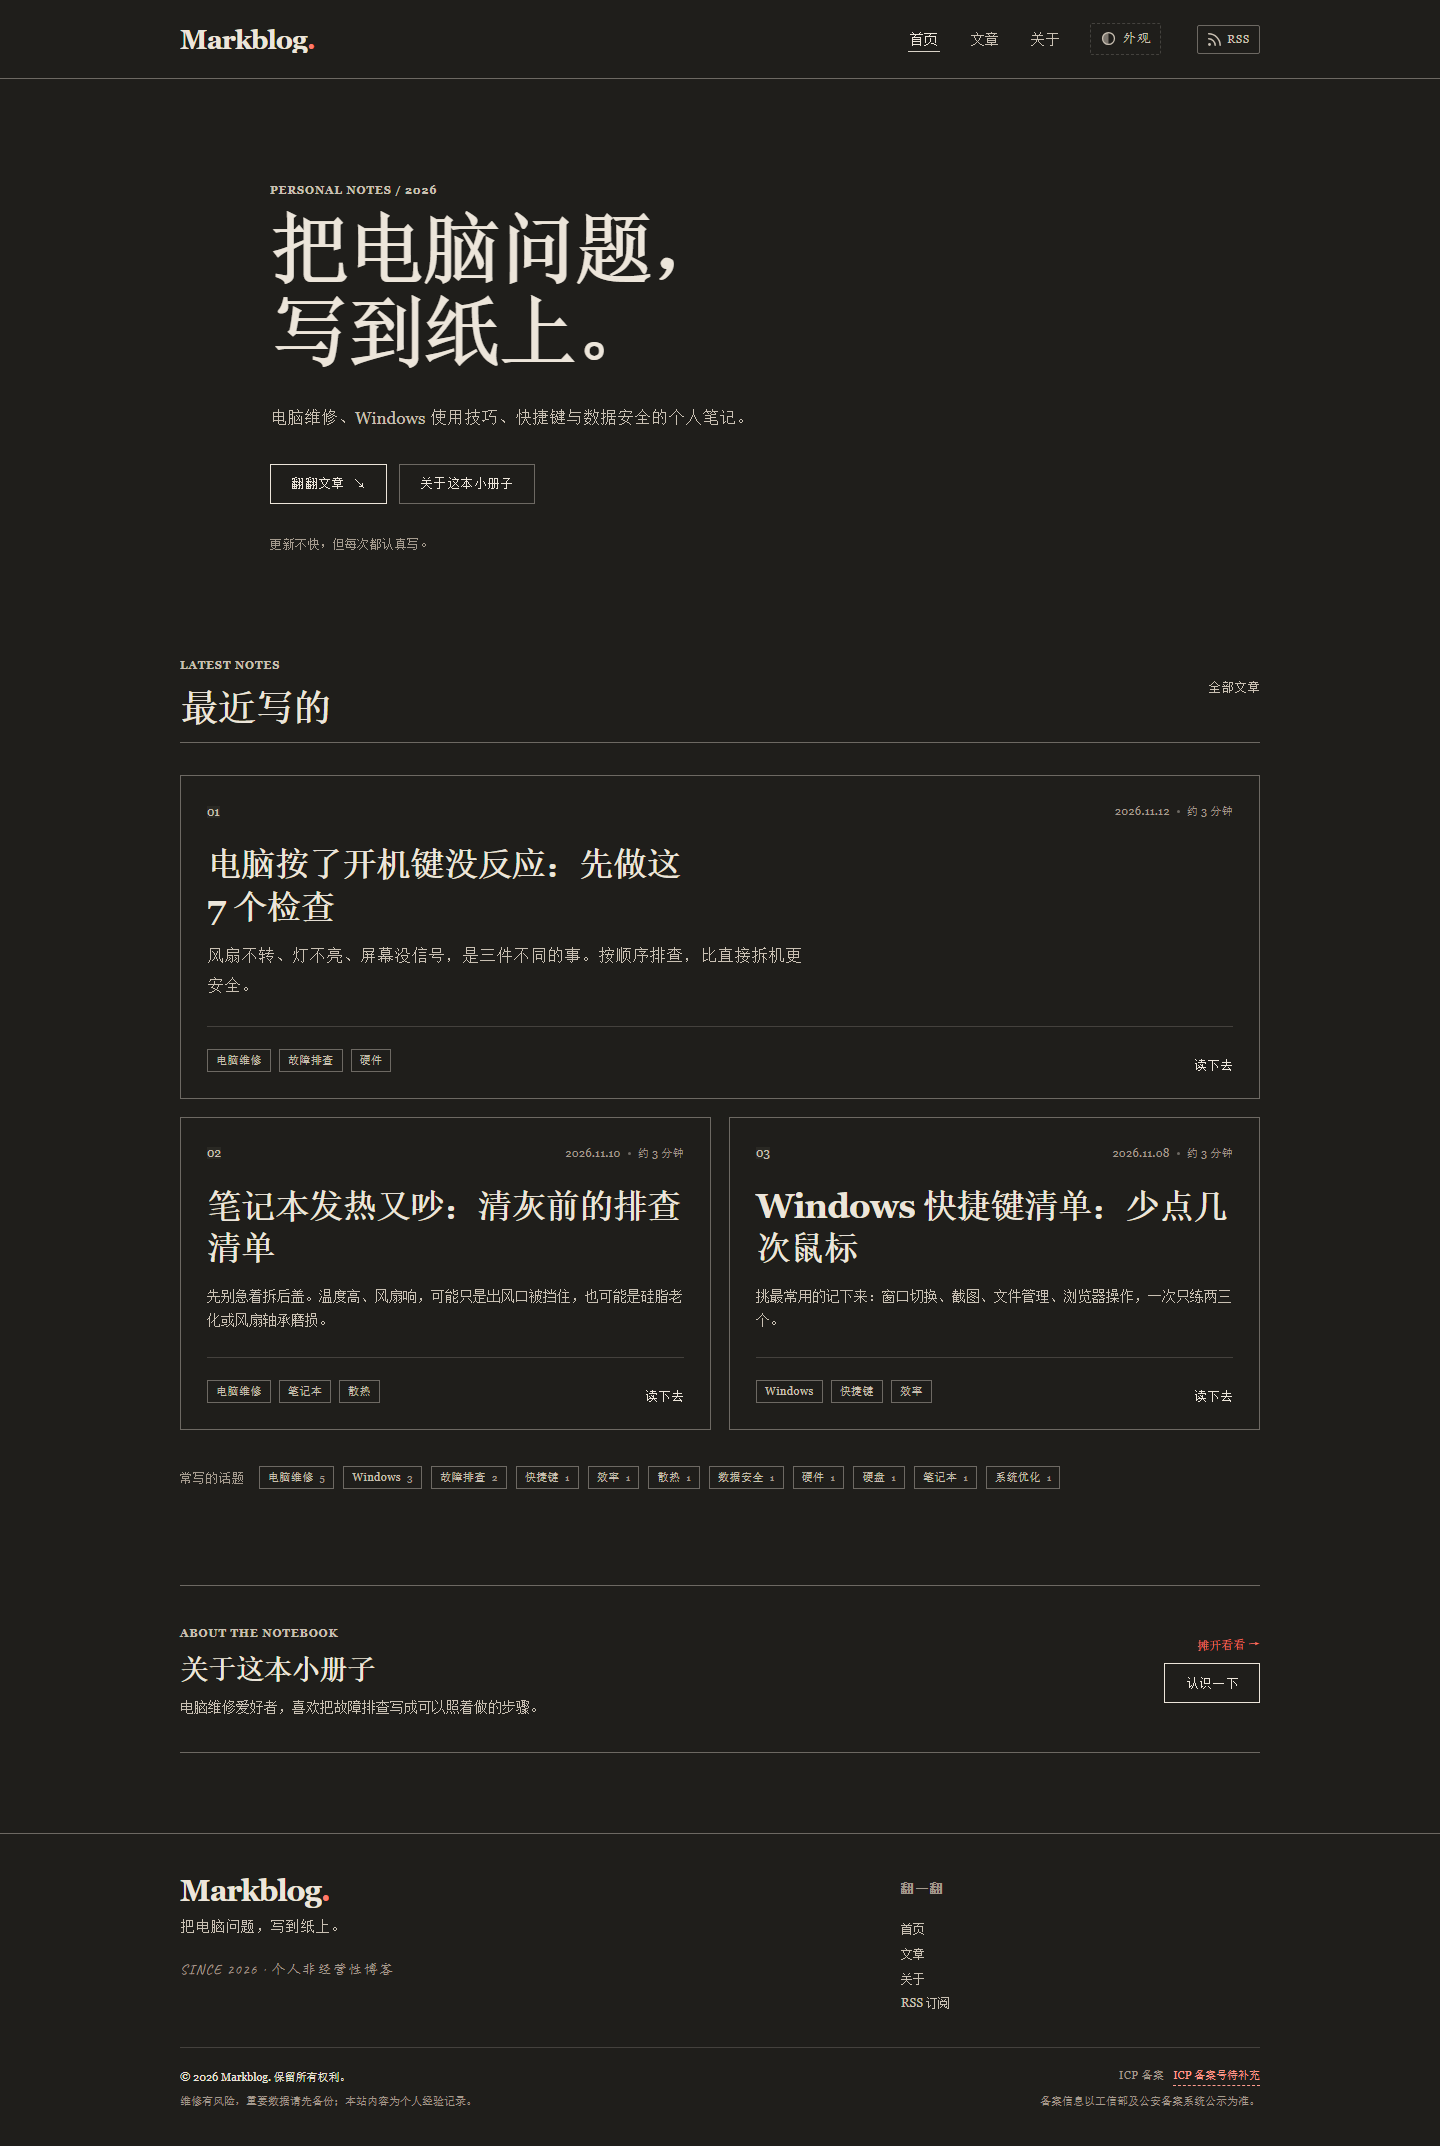 Markblog.
首页
文章
关于
外观
RSS
PERSONAL NOTES / 2026
把电脑问题，
写到纸上。
电脑维修、Windows 使用技巧、快捷键与数据安全的个人笔记。
翻翻文章 ↘
关于这本小册子
更新不快，但每次都认真写。
LATEST NOTES
最近写的
全部文章
01
2026.11.12 • 约 3 分钟
电脑按了开机键没反应：先做这
7 个检查
风扇不转、灯不亮、屏幕没信号，是三件不同的事。按顺序排查，比直接拆机更
安全。
电脑维修
故障排查
硬件
读下去
02
2026.11.10 • 约 3 分钟
笔记本发热又吵：清灰前的排查
清单
先别急着拆后盖。温度高、风扇响，可能只是出风口被挡住，也可能是硅脂老
化或风扇轴承磨损。
电脑维修
笔记本
散热
读下去
03
2026.11.08 • 约 3 分钟
Windows 快捷键清单：少点几
次鼠标
挑最常用的记下来：窗口切换、截图、文件管理、浏览器操作，一次只练两三
个。
Windows
快捷键
效率
读下去
常写的话题
电脑维修 5
Windows 3
故障排查 2
快捷键 1
效率 1
散热 1
数据安全 1
硬件 1
硬盘 1
笔记本 1
系统优化 1
ABOUT THE NOTEBOOK
关于这本小册子
电脑维修爱好者，喜欢把故障排查写成可以照着做的步骤。
摊开看看 →
认识一下
Markblog.
把电脑问题，写到纸上。
SINCE 2026 · 个人非经营性博客
翻一翻
首页
文章
关于
RSS 订阅
© 2026 Markblog. 保留所有权利。
维修有风险，重要数据请先备份；本站内容为个人经验记录。
ICP 备案 ICP 备案号待补充
备案信息以工信部及公安备案系统公示为准。